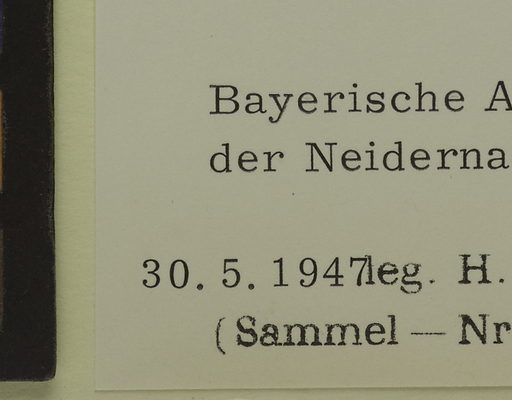 Bayerische A
der Neiderna
30.5.1947leg. H.
(Sammel – Nr